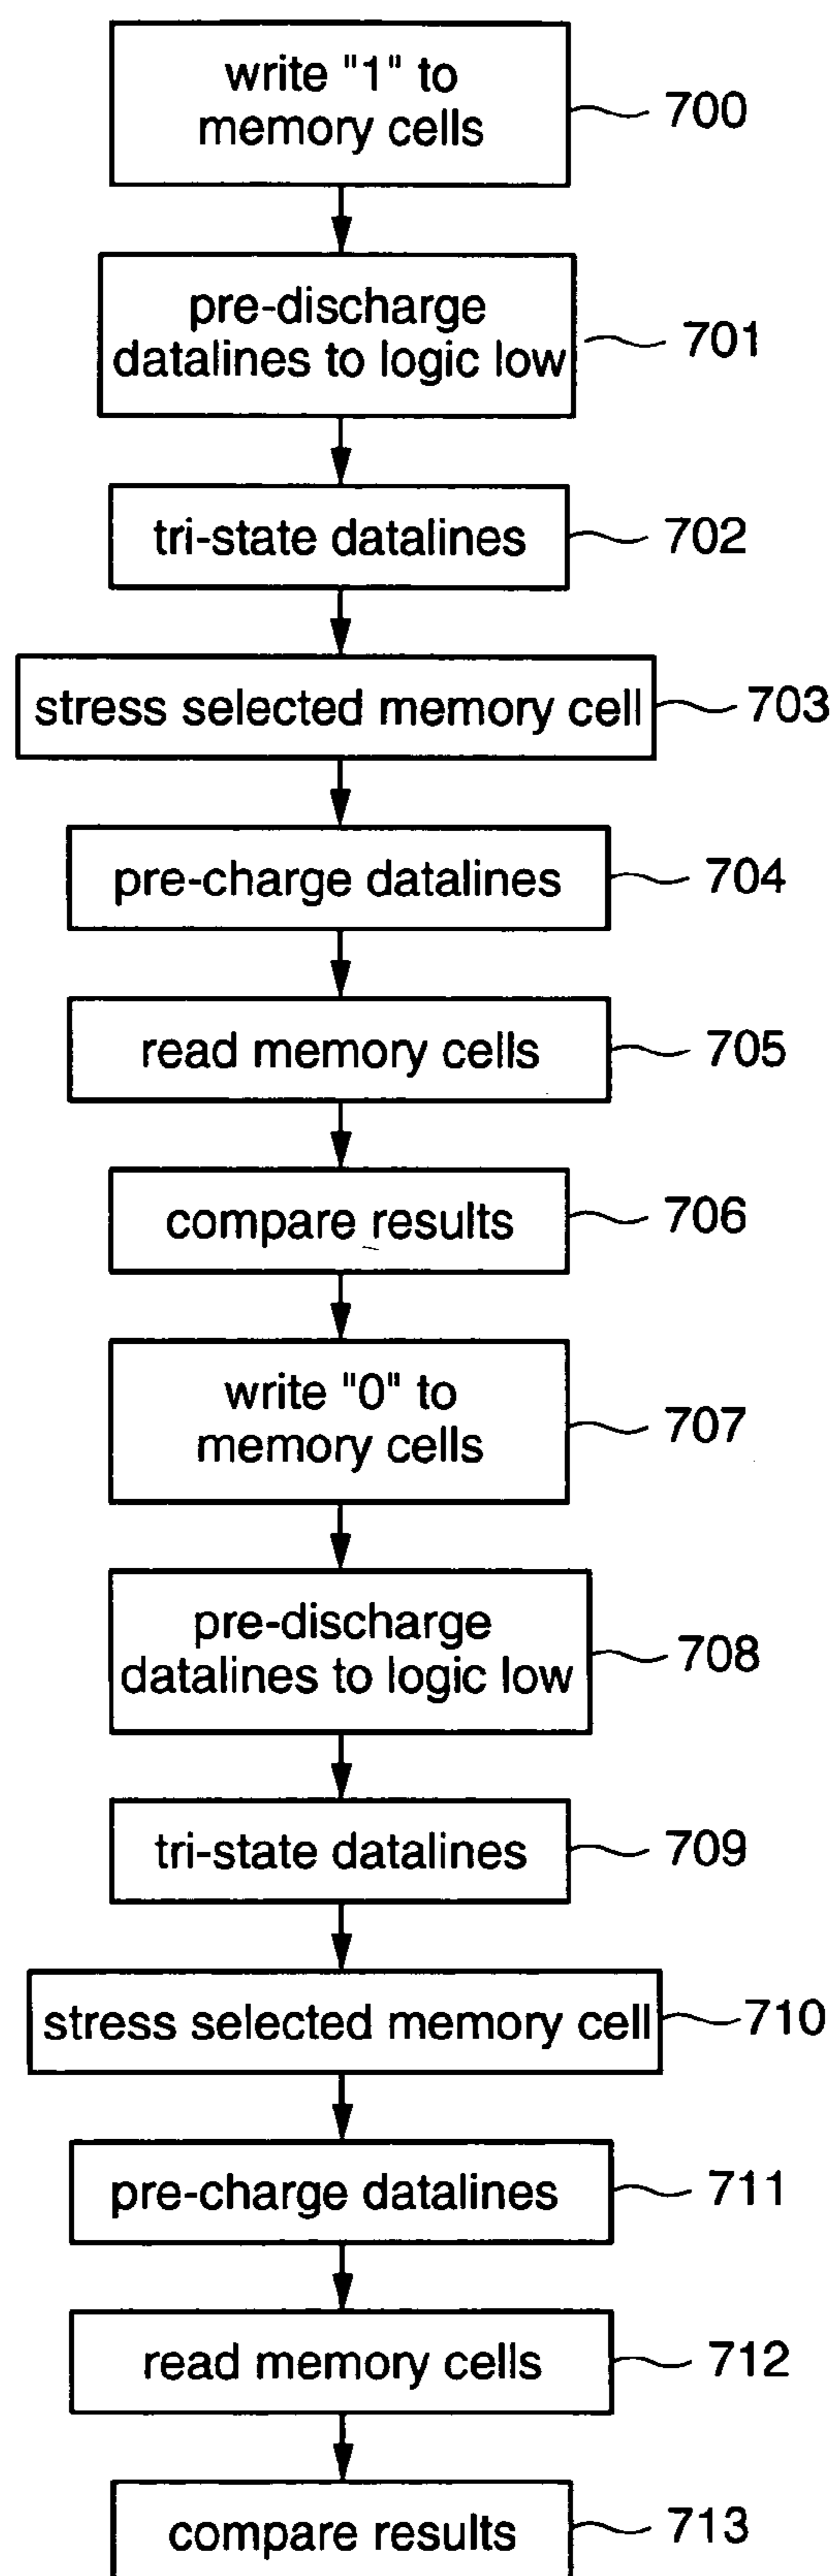 write "1" to
memory cells
700
pre-discharge
datalines to logic low
701
tri-state datalines
702
stress selected memory cell
703
pre-charge datalines
704
read memory cells
705
compare results
706
write "0" to
memory cells
707
pre-discharge
datalines to logic low
708
tri-state datalines
709
stress selected memory cell
710
pre-charge datalines
711
read memory cells
712
compare results
713